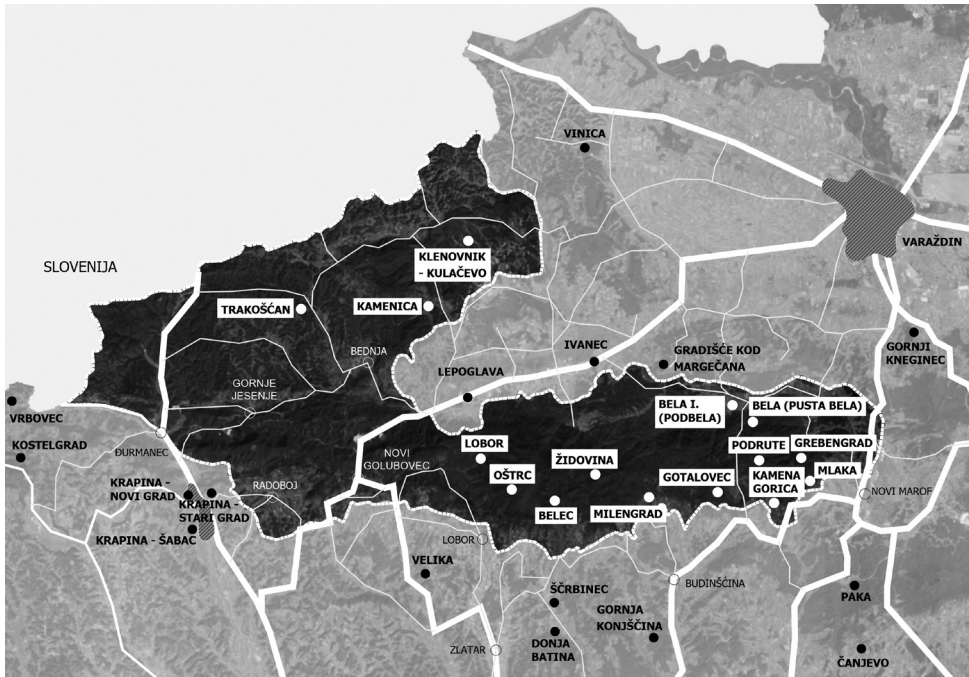 VINICA
VARAŽDIN
SLOVENIJA
KLENOVNIK
- KULAČEVO
TRAKOŠĆAN
KAMENICA
GORNJI
KNEGINEC
BEDNJA
IVANEC
GRADIŠĆE KOD
MARGEČANA
LEPOGLAVA
GORNJE
JESENJE
VRBOVEC
BELA I.
(PODBELA)
BELA (PUSTA BELA)
KOSTELGRAD
ĐURMANEC
LOBOR
NOVI
GOLUBOVEC
ŽIDOVINA
PODRUTE
GREBENGRAD
MLAKA
OŠTRC
GOTALOVEC
KAMENA
GORICA
KRAPINA -
NOVI GRAD
KRAPINA -
STARI GRAD
RADOBOJ
NOVI MAROF
BELEC
MILENGRAD
KRAPINA - ŠABAC
LOBOR
VELIKA
BUDINŠĆINA
ŠČRBINEC
GORNJA
KONJŠČINA
PAKA
DONJA
BATINA
ZLATAR
ČANJEVO